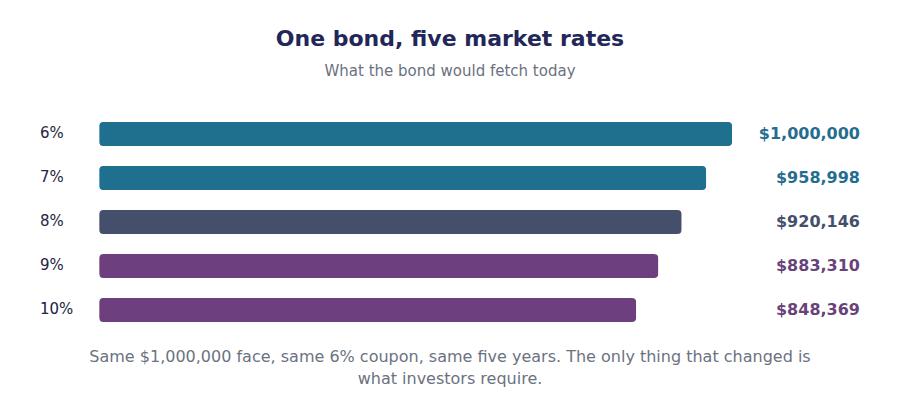 One bond, five market rates
What the bond would fetch today
6% $1,000,000
7% $958,998
8% $920,146
9% $883,310
10% $848,369
Same $1,000,000 face, same 6% coupon, same five years. The only thing that changed is
what investors require.